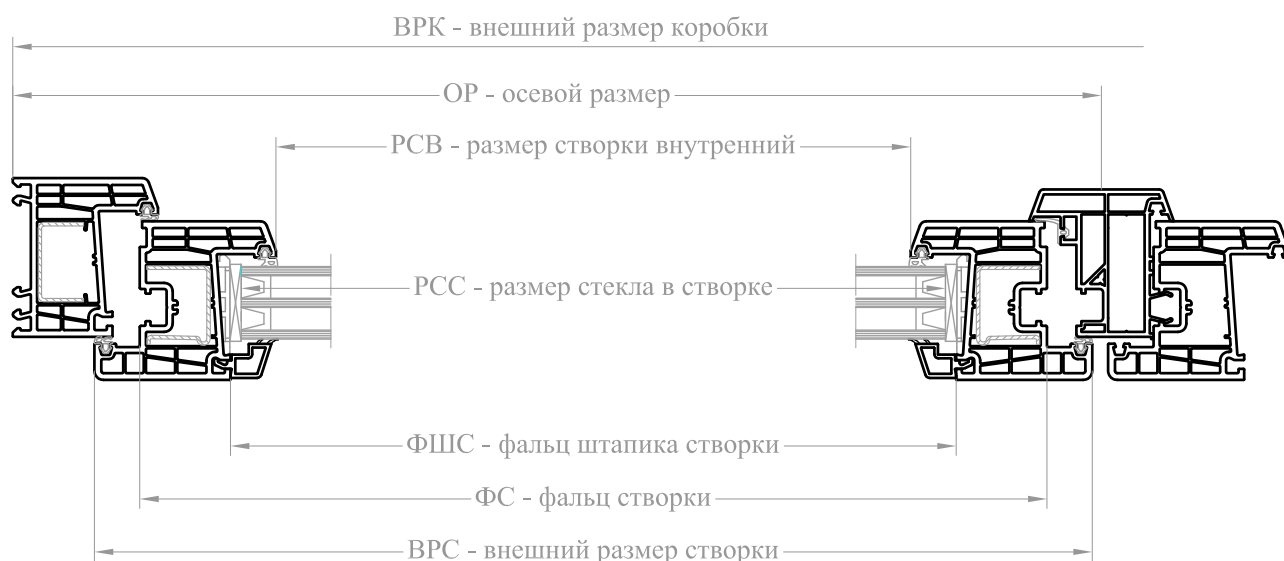 ВРК - внешний размер коробки
ОР - осевой размер
РСВ - размер створки внутренний
РСС - размер стекла в створке
ФШС - фальц штапика створки
ФС - фальц створки
ВРС - внешний размер створки